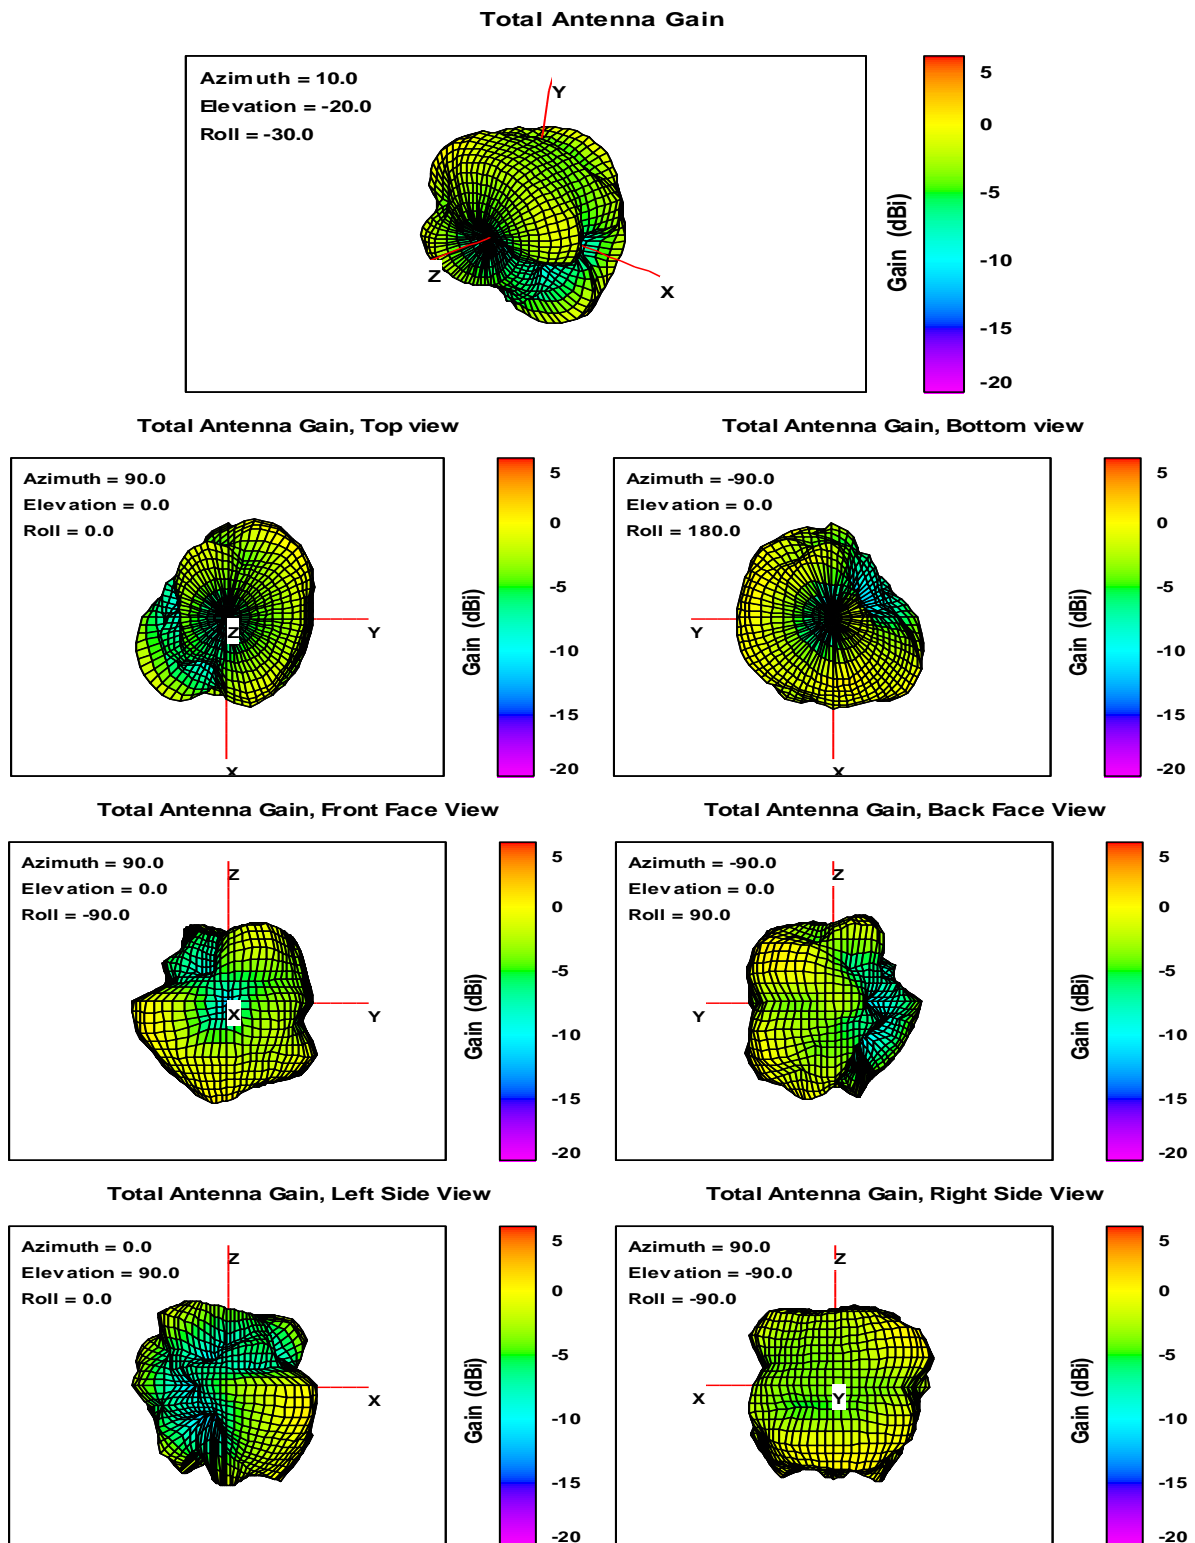 Total Antenna Gain
Azimuth = 10.0
Elevation = -20.0
Roll = -30.0
Y
Z
X
5
0
-5
-10
-15
-20
Gain (dBi)
Total Antenna Gain, Top view
Azimuth = 90.0
Elevation = 0.0
Roll = 0.0
Z
Y
X
5
0
-5
-10
-15
-20
Gain (dBi)
Total Antenna Gain, Bottom view
Azimuth = -90.0
Elevation = 0.0
Roll = 180.0
Y
X
5
0
-5
-10
-15
-20
Gain (dBi)
Total Antenna Gain, Front Face View
Azimuth = 90.0
Elevation = 0.0
Roll = -90.0
Z
X
Y
5
0
-5
-10
-15
-20
Gain (dBi)
Total Antenna Gain, Back Face View
Azimuth = -90.0
Elevation = 0.0
Roll = 90.0
Z
Y
5
0
-5
-10
-15
-20
Gain (dBi)
Total Antenna Gain, Left Side View
Azimuth = 0.0
Elevation = 90.0
Roll = 0.0
Z
X
5
0
-5
-10
-15
-20
Gain (dBi)
Total Antenna Gain, Right Side View
Azimuth = 90.0
Elevation = -90.0
Roll = -90.0
Z
X
Y
5
0
-5
-10
-15
-20
Gain (dBi)